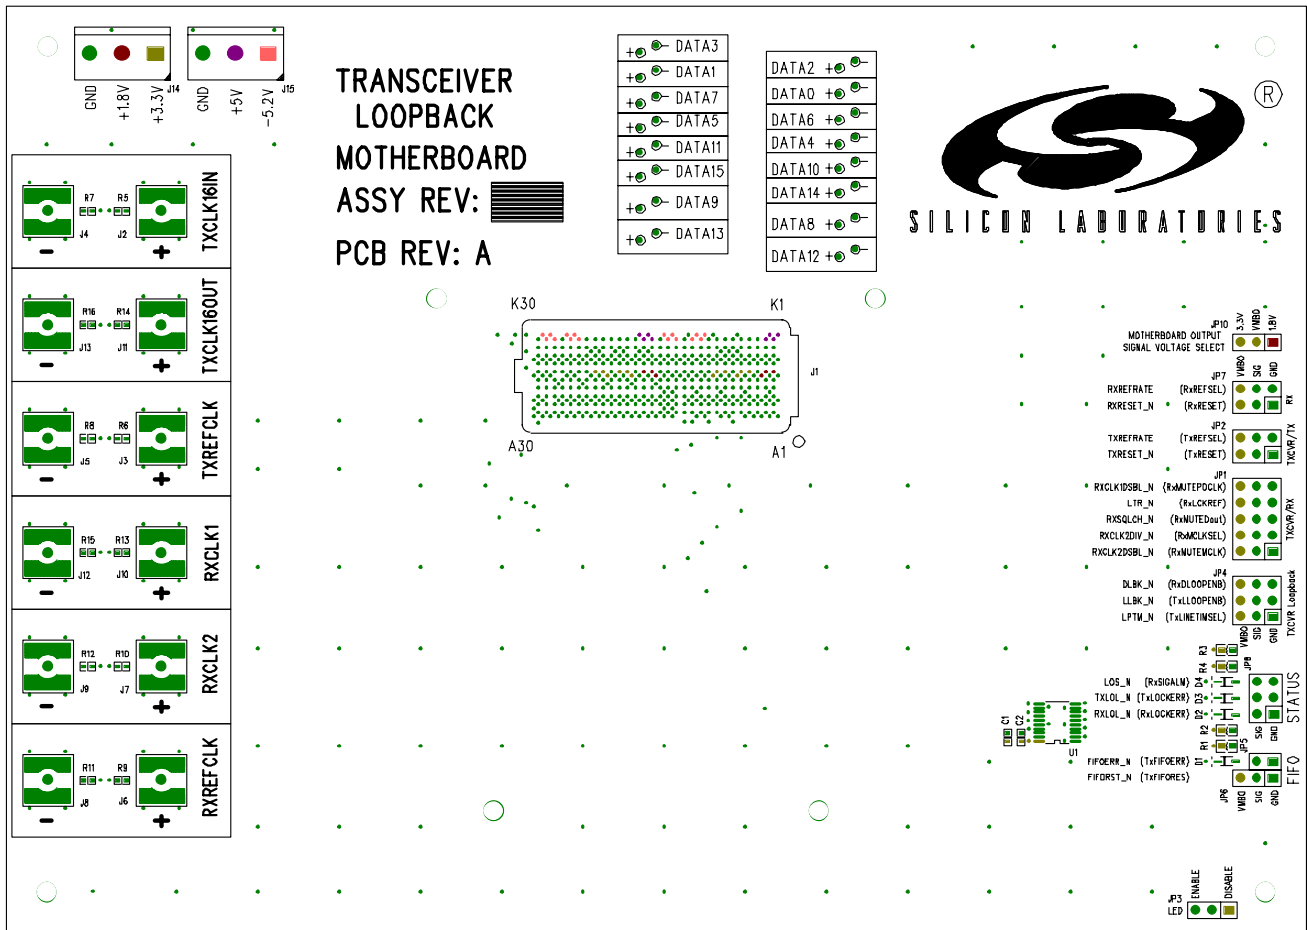 GND
+1.8V
+3.3V
J14
GND
+5V
-5.2V
J15
TRANSCEIVER
LOOPBACK
MOTHERBOARD
ASSY REV:
PCB REV: A
+ DATA3
+ DATA1
+ DATA7
+ DATA5
+ DATA11
+ DATA15
+ DATA9
+ DATA13
DATA2 +
DATA0 +
DATA6 +
DATA4 +
DATA10 +
DATA14 +
DATA8 +
DATA12 +
®
SILICON LABORATORIES
R7 R5
J4 J2
- +
TXCLK16IN
R16 R14
J13 J11
- +
TXCLK16OUT
R8 R6
J5 J3
- +
TXREFCLK
R15 R13
J12 J10
- +
RXCLK1
R12 R10
J9 J7
- +
RXCLK2
R11 R9
J8 J6
- +
RXREFCLK
K30 K1
J1
A30 A1
JP10
3.3V
VMBO
1.8V
MOTHERBOARD OUTPUT
SIGNAL VOLTAGE SELECT
VMBO
SIG
GND
JP7
RXREFRATE (RxREFSEL)
RXRESET_N (RxRESET)
RX
JP2
TXREFRATE (TxREFSEL)
TXRESET_N (TxRESET)
TXCVR/TX
JP1
RXCLK1DSBL_N (RxMUTEPDCLK)
LTR_N (RxLCKREF)
RXSQLCH_N (RxMUTEDout)
RXCLK2DIV_N (RxMCLKSEL)
RXCLK2DSBL_N (RxMUTEMCLK)
TXCVR/RX
JP4
DLBK_N (RxDLOOPENB)
LLBK_N (TxLLOOPENB)
LPTM_N (TxLINETIMSEL)
TXCVR Loopback
VMBO
SIG
GND
R3
R4
JP8
LOS_N (RxSIGALM) D4
TXLOL_N (TxLOCKERR) D3
RXLOL_N (RxLOCKERR) D2
STATUS
SIG
GND
R2
R1
JP5
FIFOERR_N (TxFIFOERR) D1
FIFORST_N (TxFIFORES)
FIFO
JP6
VMBO
SIG
GND
C1
C2
U1
ENABLE
DISABLE
JP3
LED